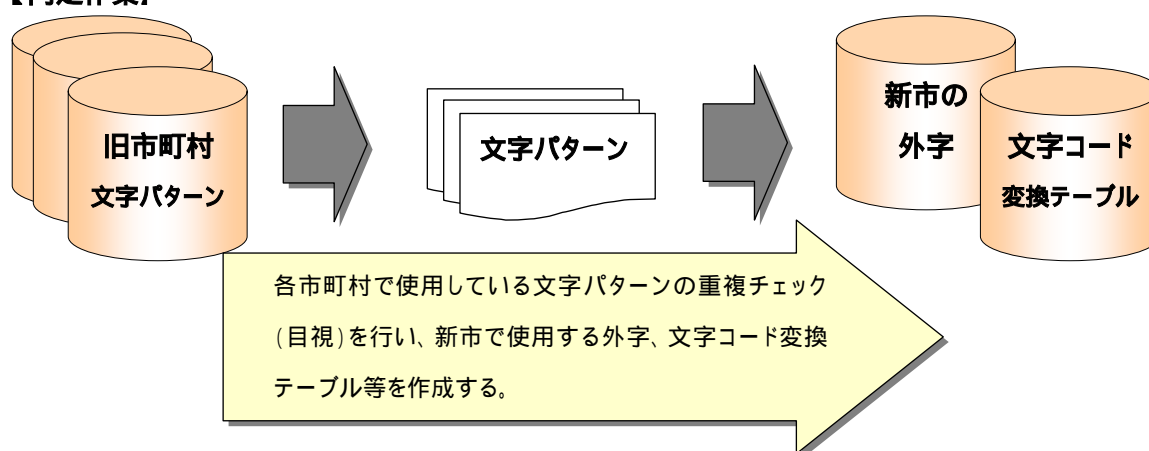 旧市町村
文字パターン
文字パターン
新市の
外字
文字コード
変換テーブル
各市町村で使用している文字パターンの重複チェック
(目視)を行い、新市で使用する外字、文字コード変換
テーブル等を作成する。